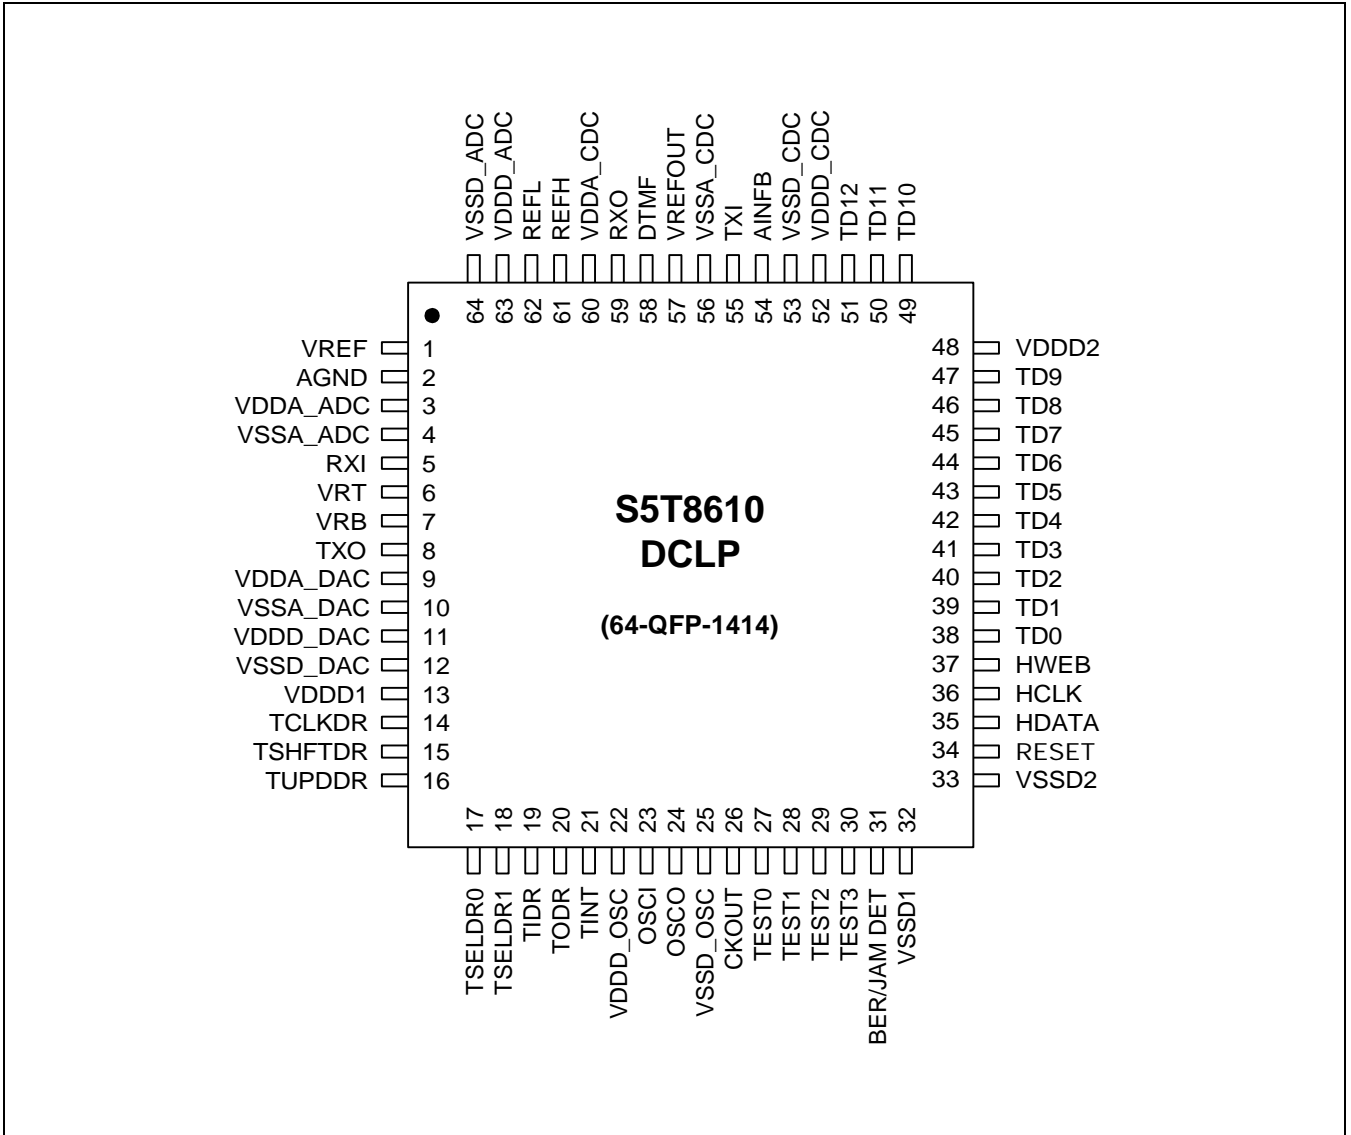 VSSD_ADC
VDDD_ADC
REFL
REFH
VDDA_CDC
RXO
DTMF
VREFOUT
VSSA_CDC
TXI
AINFB
VSSD_CDC
VDDD_CDC
TD12
TD11
TD10
64
63
62
61
60
59
58
57
56
55
54
53
52
51
50
49
VREF 1
AGND 2
VDDA_ADC 3
VSSA_ADC 4
RXI 5
VRT 6
VRB 7
TXO 8
VDDA_DAC 9
VSSA_DAC 10
VDDD_DAC 11
VSSD_DAC 12
VDDD1 13
TCLKDR 14
TSHFTDR 15
TUPDDR 16
S5T8610
DCLP
(64-QFP-1414)
48 VDDD2
47 TD9
46 TD8
45 TD7
44 TD6
43 TD5
42 TD4
41 TD3
40 TD2
39 TD1
38 TD0
37 HWEB
36 HCLK
35 HDATA
34 RESET
33 VSSD2
17
18
19
20
21
22
23
24
25
26
27
28
29
30
31
32
TSELDR0
TSELDR1
TIDR
TODR
TINT
VDDD_OSC
OSCI
OSCO
VSSD_OSC
CKOUT
TEST0
TEST1
TEST2
TEST3
BER/JAM DET
VSSD1